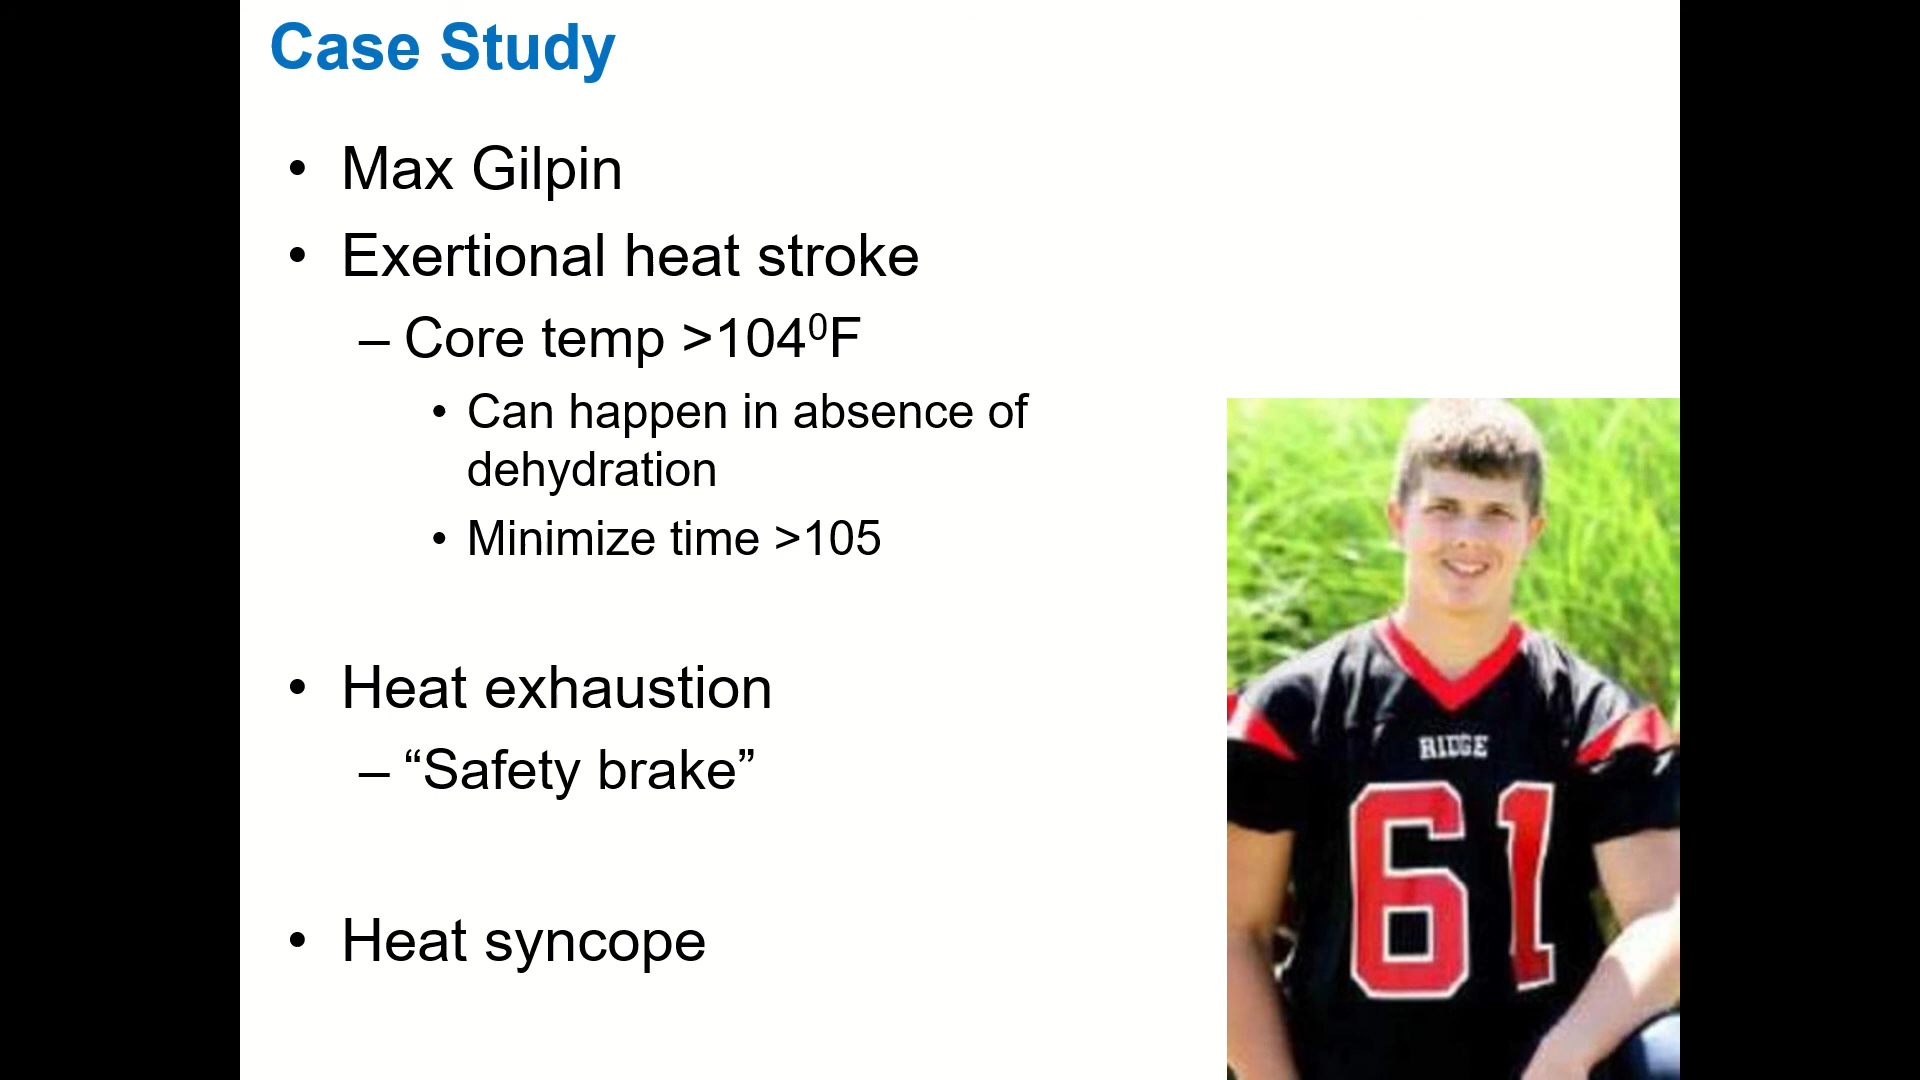 Case Study
• Max Gilpin
• Exertional heat stroke
– Core temp >104⁰F
• Can happen in absence of
dehydration
• Minimize time >105
• Heat exhaustion
– “Safety brake”
• Heat syncope
RIDGE
61